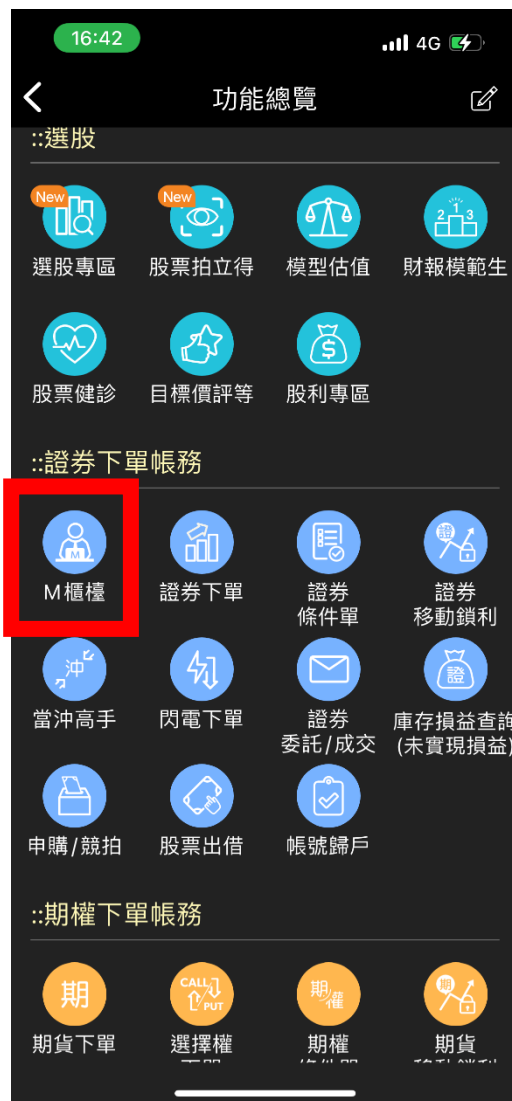 16:42 4G
功能總覽
::選股
New New
2 1 3
選股專區 股票拍立得 模型估值 財報模範生
$
股票健診 目標價評等 股利專區
::證券下單帳務
M 證
M櫃檯 證券下單 證券 證券
條件單 移動鎖利
沖 證
當沖高手 閃電下單 證券 庫存損益查詢
委託/成交 (未實現損益)
申購/競拍 股票出借 帳號歸戶
::期權下單帳務
期 CALL PUT 期/權 期
期貨下單 選擇權 期權 期貨